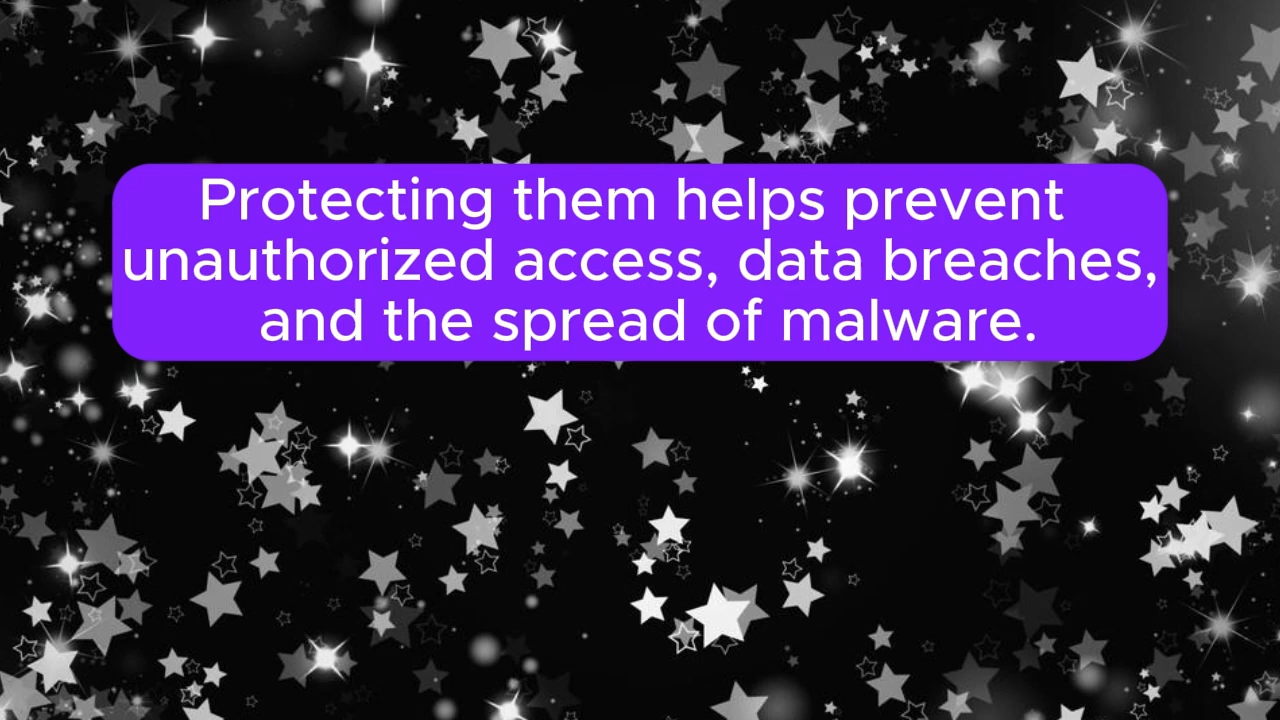 Protecting them helps prevent
unauthorized access, data breaches,
and the spread of malware.